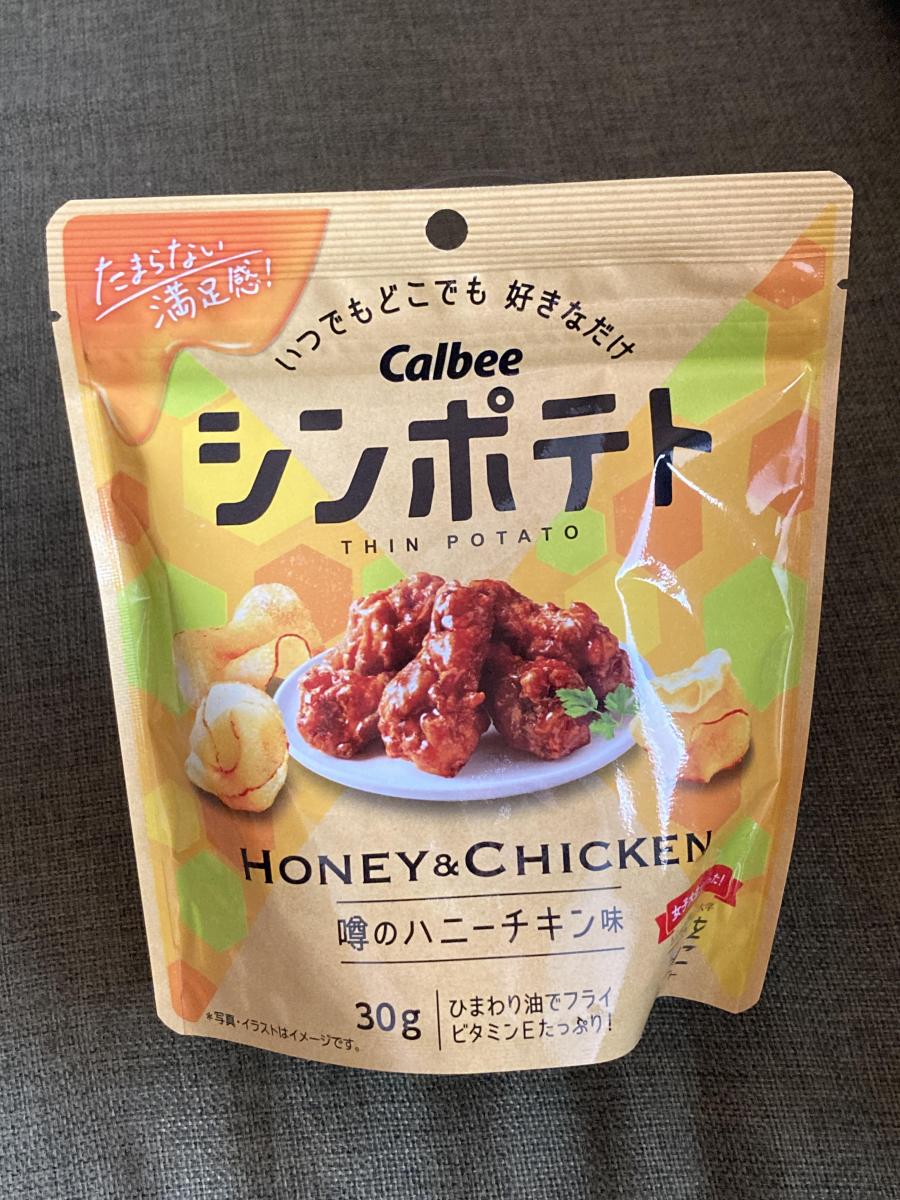 たまらない
満足感!
いつでもどこでも 好きなだけ
Calbee
シンポテト
THIN POTATO
HONEY&CHICKEN
噂のハニーチキン味
30g
ひまわり油でフライ
ビタミンEたっぷり!
*写真・イラストはイメージです。